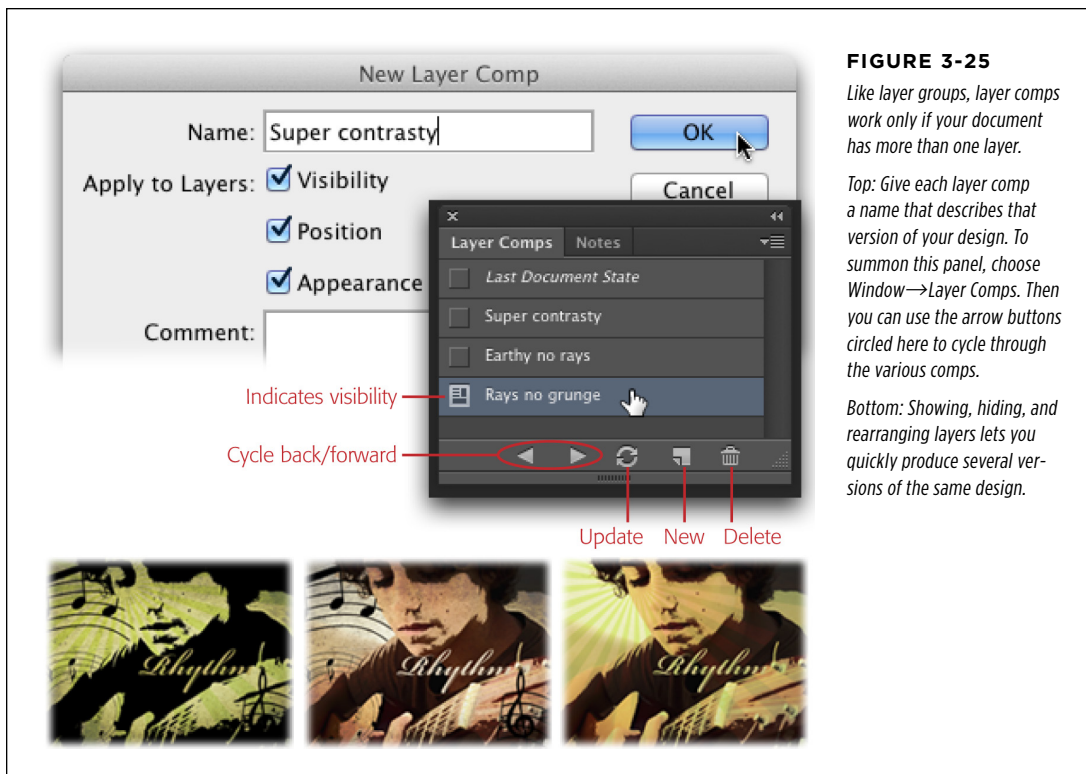 New Layer Comp
Name: Super contrasty
OK
Apply to Layers: Visibility
Cancel
Position
Appearance
Comment:
Layer Comps Notes
Last Document State
Super contrasty
Earthy no rays
Rays no grunge
Indicates visibility
Cycle back/forward
Update New Delete
Rhythm
Rhythm
Rhythm
FIGURE 3-25
Like layer groups, layer comps
work only if your document
has more than one layer.
Top: Give each layer comp
a name that describes that
version of your design. To
summon this panel, choose
Window→Layer Comps. Then
you can use the arrow buttons
circled here to cycle through
the various comps.
Bottom: Showing, hiding, and
rearranging layers lets you
quickly produce several ver-
sions of the same design.